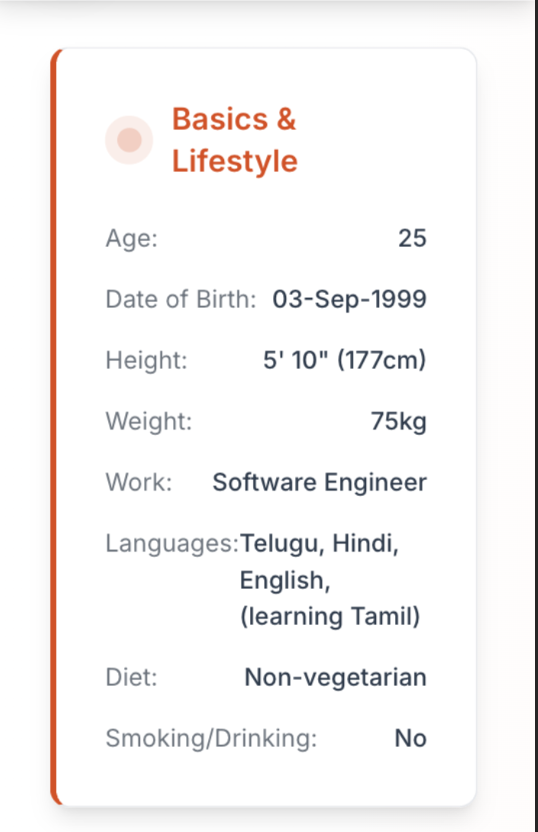 Basics &
Lifestyle
Age: 25
Date of Birth: 03-Sep-1999
Height: 5' 10" (177cm)
Weight: 75kg
Work: Software Engineer
Languages: Telugu, Hindi,
English,
(learning Tamil)
Diet: Non-vegetarian
Smoking/Drinking: No